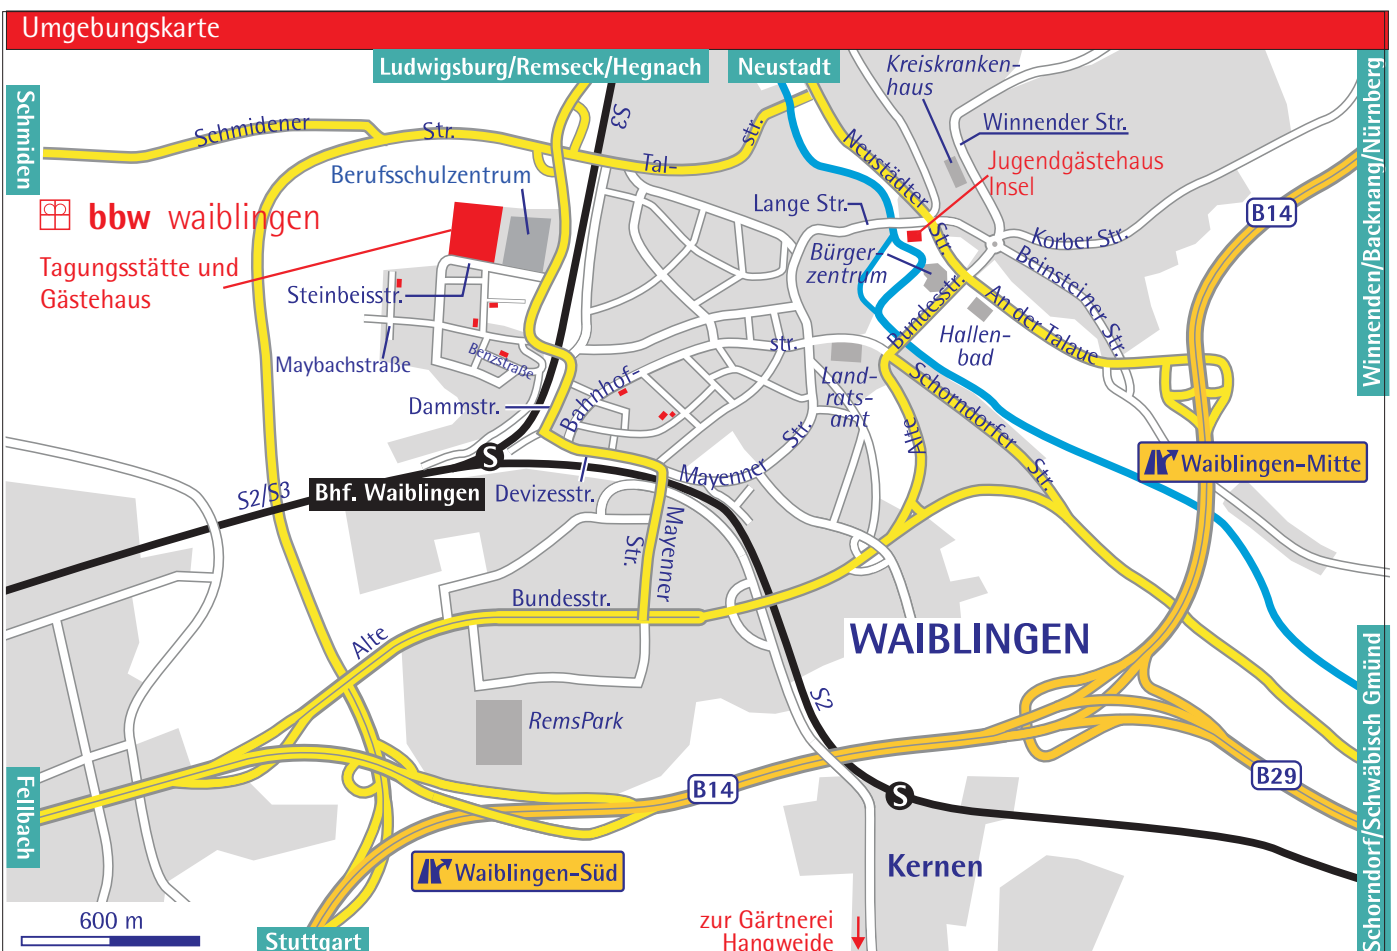 Umgebungskarte
Ludwigsburg/Remseck/Hegnach
Neustadt
Kreiskranken-
haus
Winnenden/Backnang/Nürnberg
Schmiden
Schmidener
Str.
S3
Tal-
str.
Neustädter
Str.
Winnender Str.
Jugendgästehaus
Insel
Berufsschulzentrum
bbw waiblingen
Tagungsstätte und
Gästehaus
Lange Str.
B14
Korber Str.
Bürger-
zentrum
Beinsteiner Str.
Steinbeisstr.
Bundesstr.
An der Talaue
Hallen-
bad
Maybachstraße
Benzstraße
Bahnhof-
str.
Land-
rats-
amt
Dammstr.
Schorndorfer
Str.
Alte
Mayenner
Str.
Waiblingen-Mitte
S
S2/S3
Bhf. Waiblingen
Devizesstr.
Mayenner
Str.
Bundesstr.
Alte
WAIBLINGEN
S2
RemsPark
B14
B29
S
Schorndorf/Schwäbisch Gmünd
Fellbach
Waiblingen-Süd
Kernen
600 m
Stuttgart
zur Gärtnerei
Hangweide